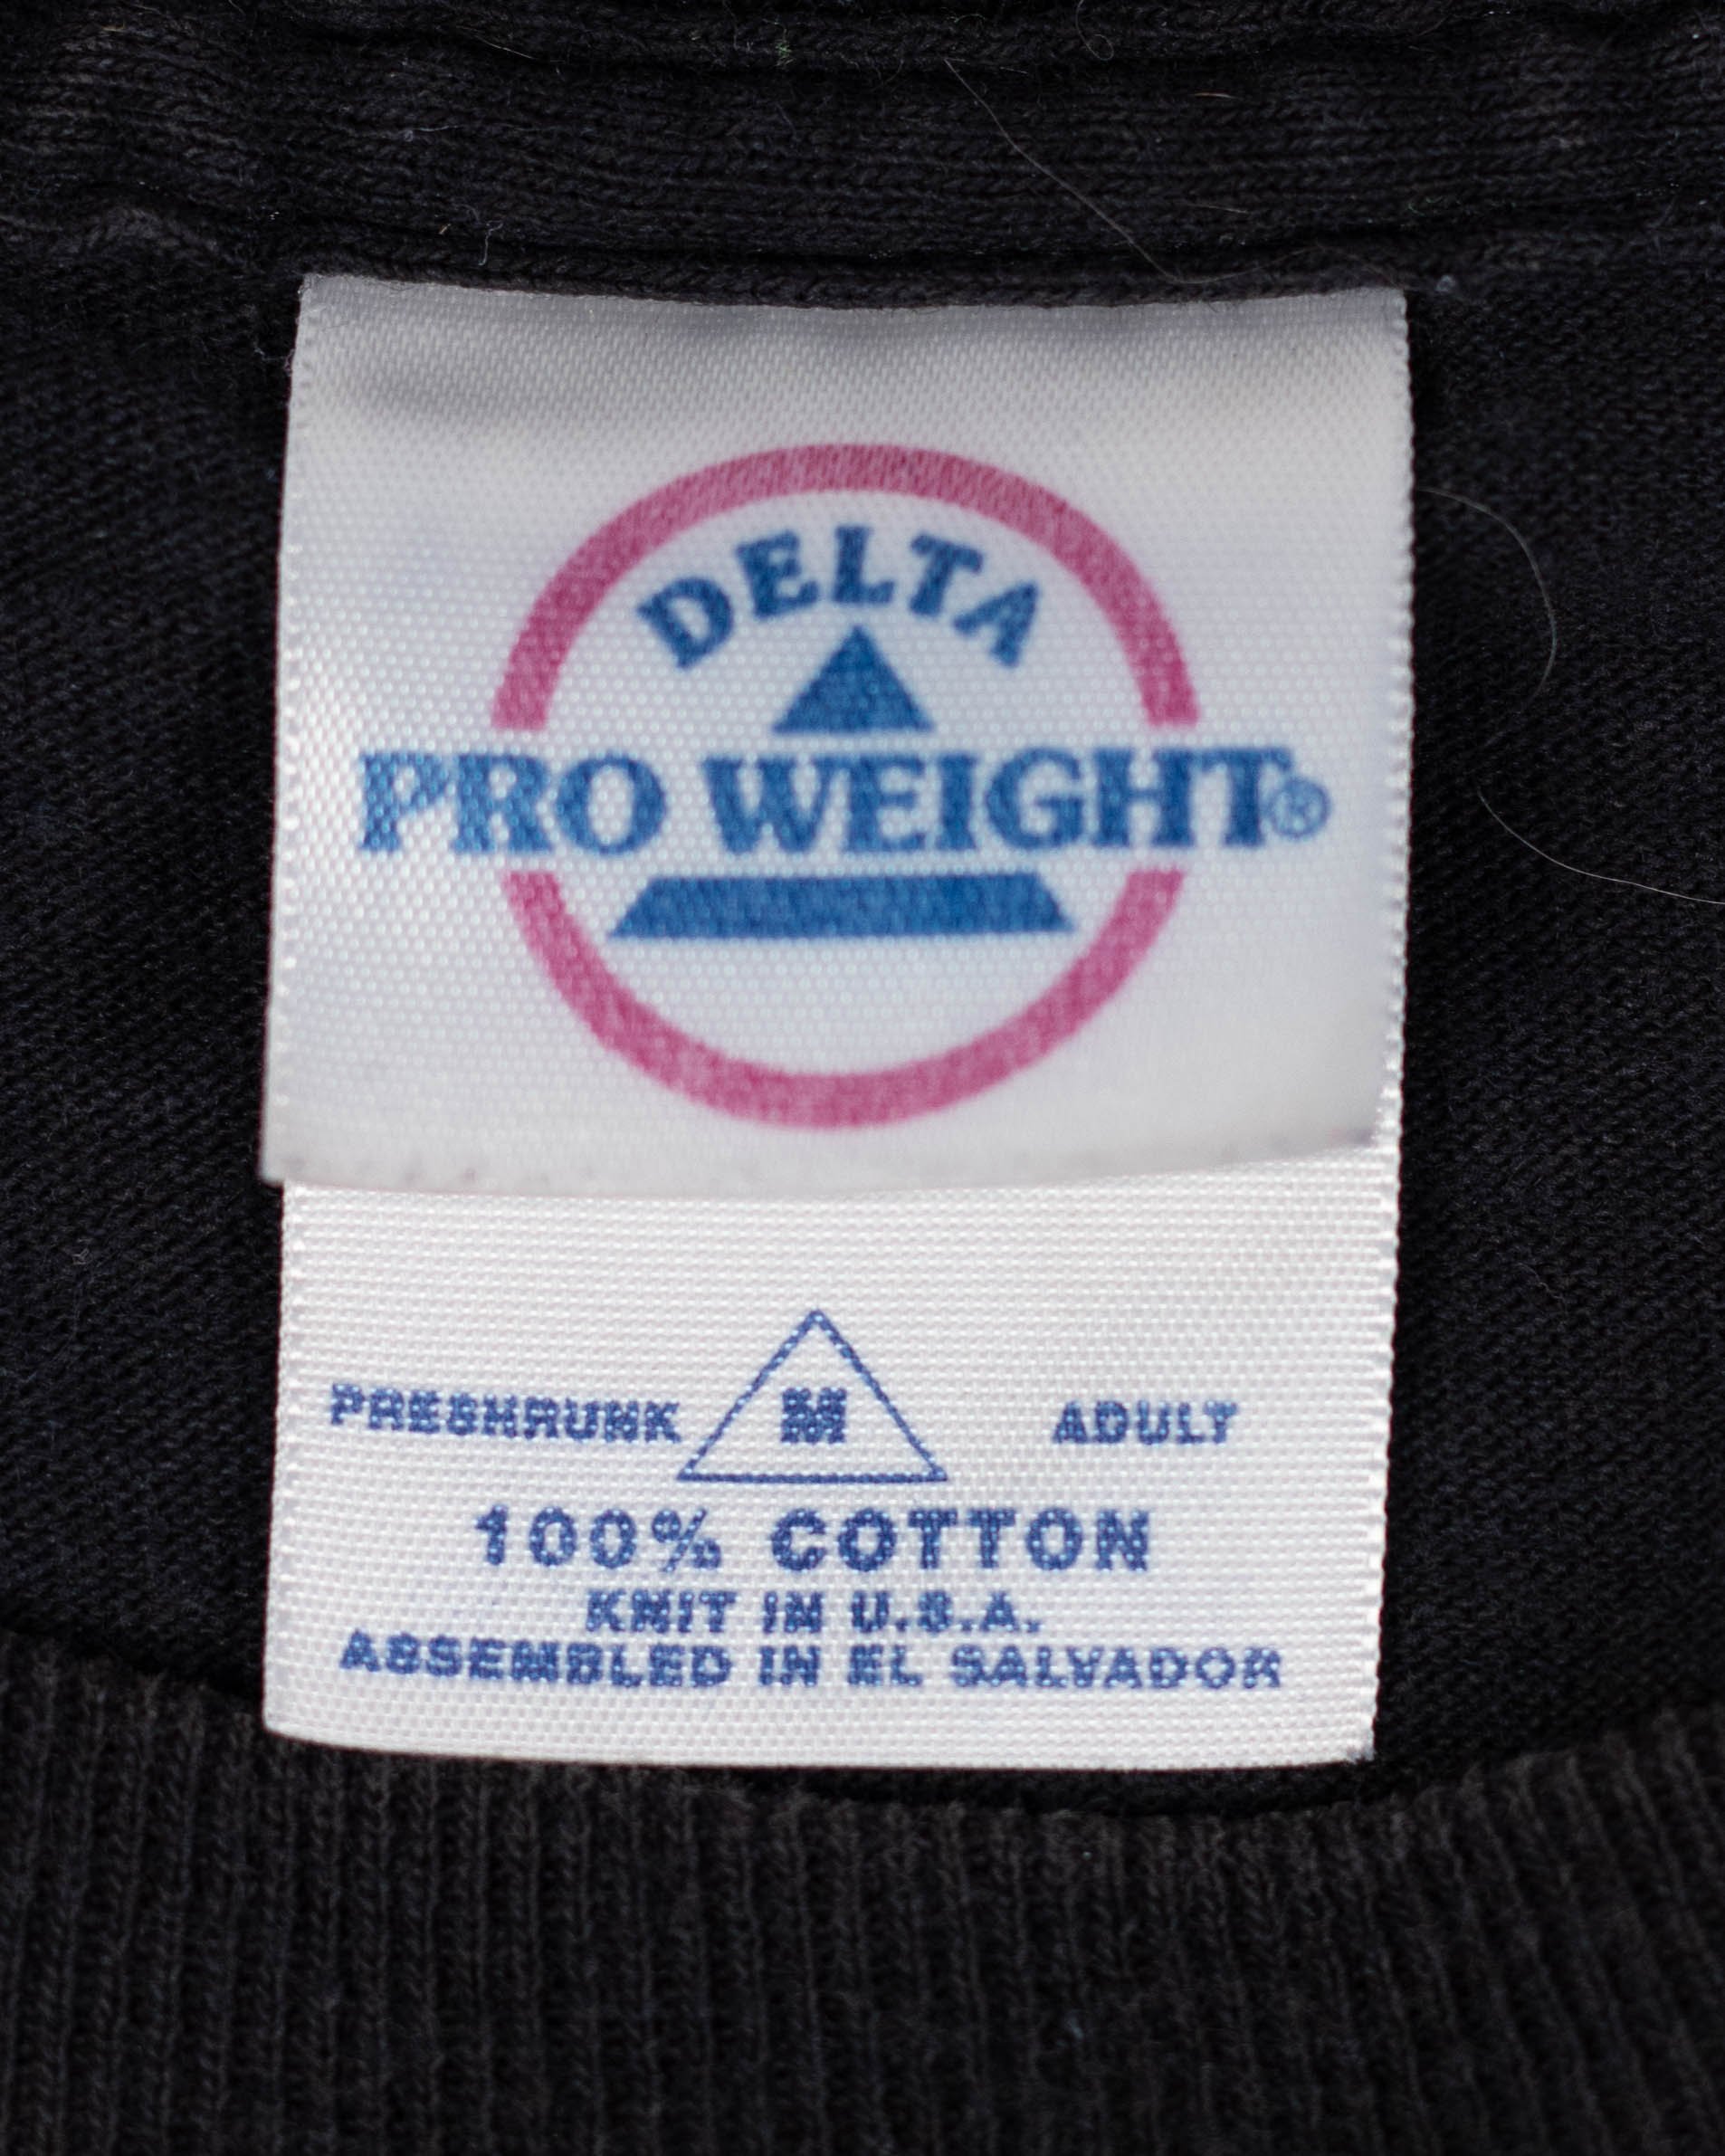 DELTA
PRO WEIGHT®
PRESHRUNK M ADULT
100% COTTON
KNIT IN U.S.A.
ASSEMBLED IN EL SALVADOR